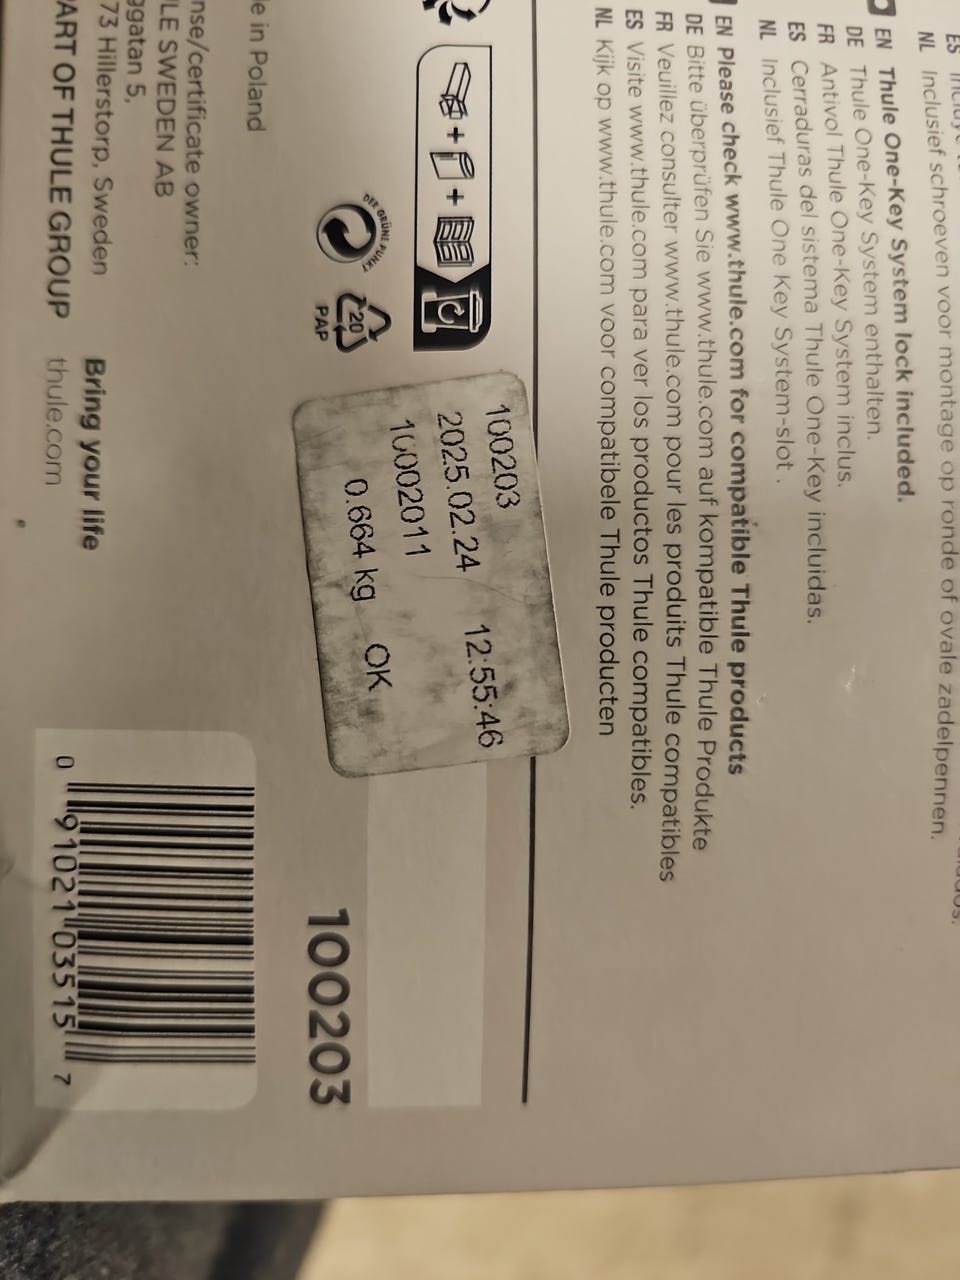 NL Inclusief schroeven voor montage op ronde of ovale zadelpennen.
EN Thule One-Key System lock included.
DE Thule One-Key System enthalten.
FR Antivol Thule One-Key System inclus.
ES Cerraduras del sistema Thule One-Key incluidas.
NL Inclusief Thule One Key System-slot .
EN Please check www.thule.com for compatible Thule products
DE Bitte überprüfen Sie www.thule.com auf kompatible Thule Produkte
FR Veuillez consulter www.thule.com pour les produits Thule compatibles
ES Visite www.thule.com para ver los productos Thule compatibles.
NL Kijk op www.thule.com voor compatibele Thule producten
DER GRÜNE PUNKT
20
PAP
100203
2025.02.24 12:55:46
10002011
0.664 kg OK
100203
in Poland
owner:
SWEDEN AB
5,
73 Hillerstorp, Sweden
PART OF THULE GROUP
Bring your life
thule.com
0 91021 03515 7